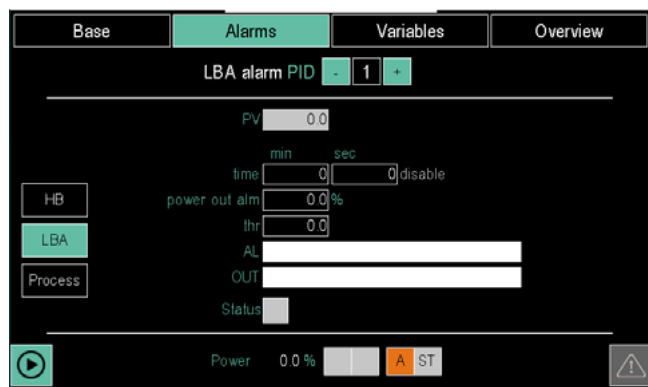 Base Alarms Variables Overview
LBA alarm PID - 1 +
PV 0.0
min sec
time 0 0 disable
HB power out alm 0.0 %
thr 0.0
LBA AL
Process OUT
Status
Power 0.0 % A ST